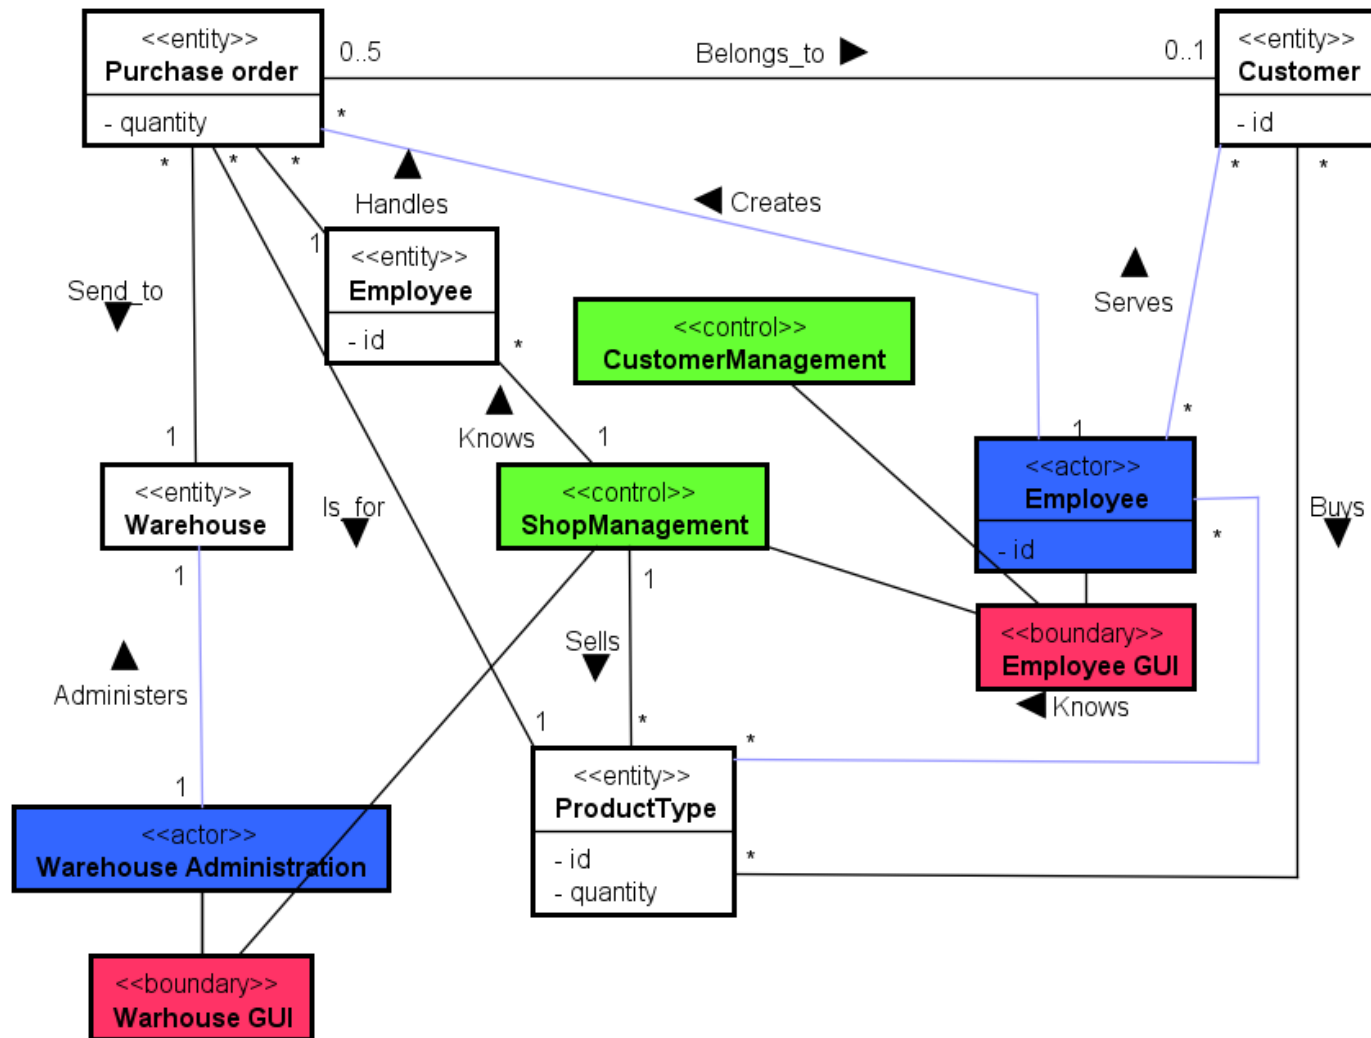 <<entity>>
Purchase order
- quantity
0..5
Belongs_to
0..1
<<entity>>
Customer
- id
*
*
*
*
*
*
Handles
Creates
1
<<entity>>
Employee
- id
Send_to
Serves
<<control>>
CustomerManagement
*
Knows
1
1
*
1
<<entity>>
Warehouse
Is_for
<<control>>
ShopManagement
<<actor>>
Employee
- id
*
Buys
1
1
Sells
<<boundary>>
Employee GUI
Administers
Knows
1
*
*
1
<<entity>>
ProductType
- id
- quantity
*
<<actor>>
Warehouse Administration
<<boundary>>
Warhouse GUI